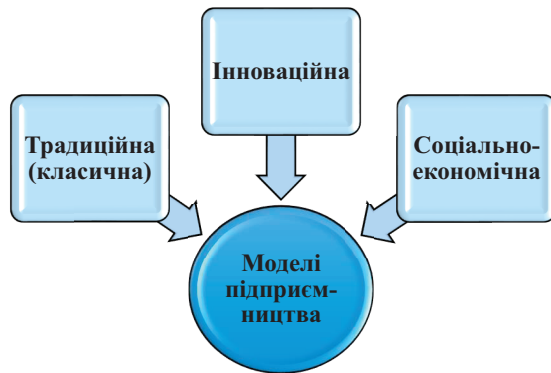 Інноваційна
Традиційна
(класична)
Соціально-
економічна
Моделі
підприєм-
ництва